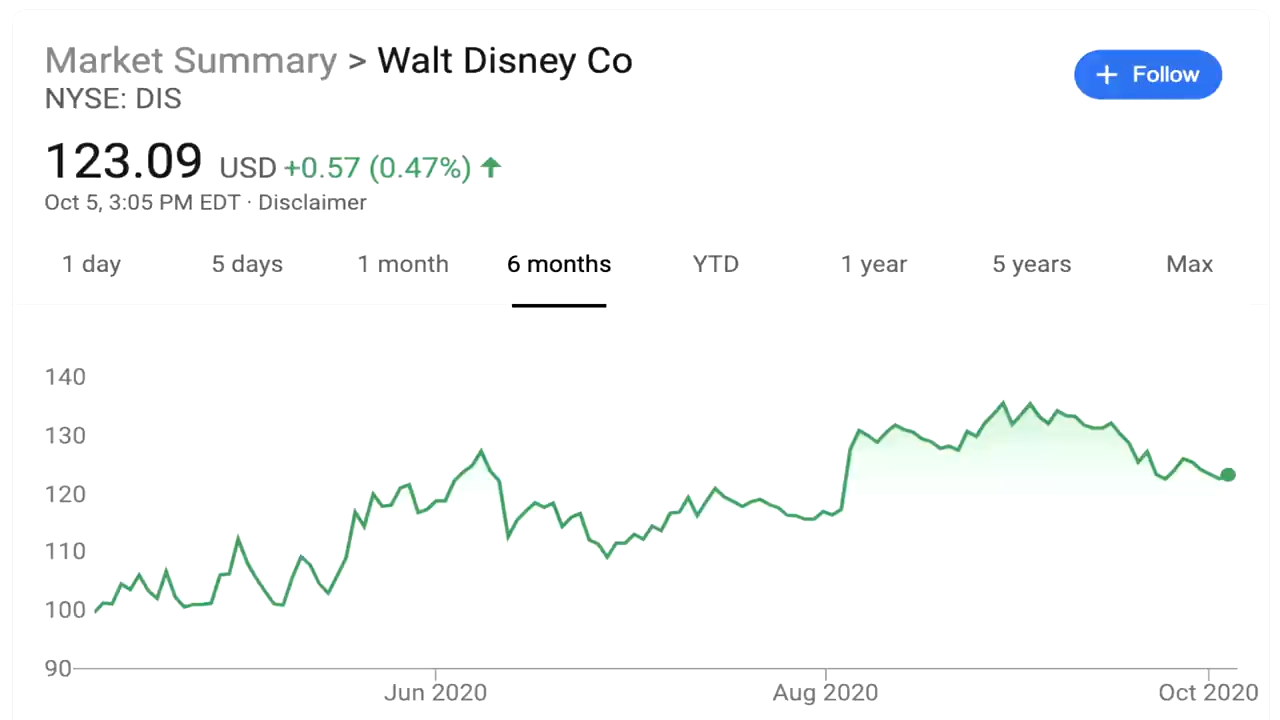 Market Summary > Walt Disney Co
NYSE: DIS
+ Follow
123.09 USD +0.57 (0.47%) ↑
Oct 5, 3:05 PM EDT · Disclaimer
1 day 5 days 1 month 6 months YTD 1 year 5 years Max
140
130
120
110
100
90
Jun 2020 Aug 2020 Oct 2020